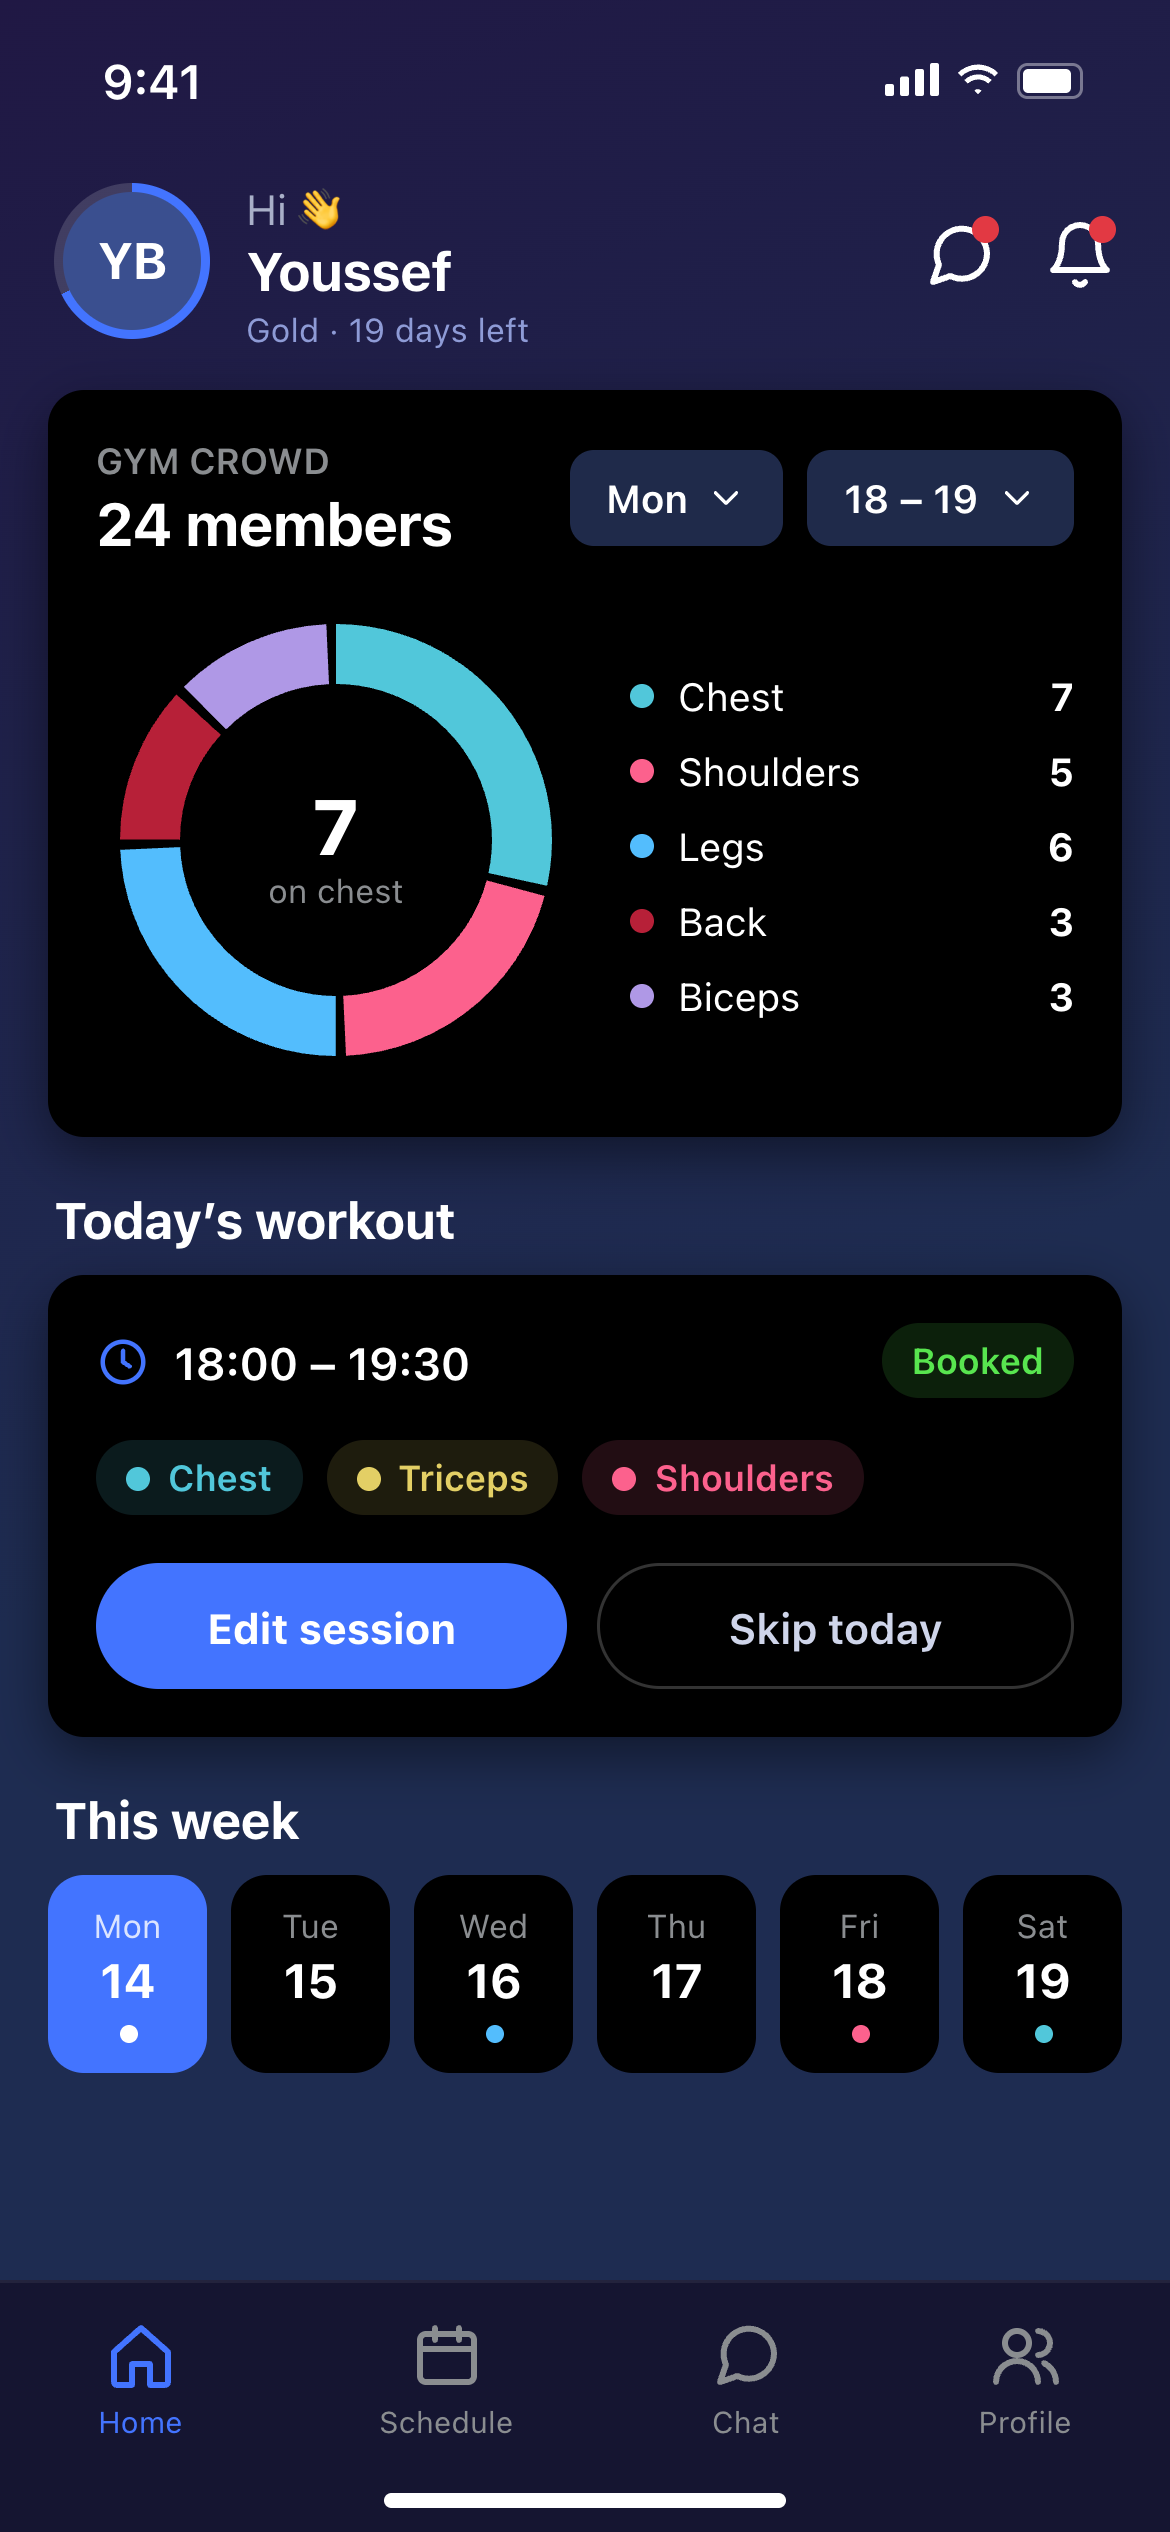 9:41
YB
Hi 👋
Youssef
Gold · 19 days left
GYM CROWD
24 members
Mon
18 – 19
7
on chest
Chest 7
Shoulders 5
Legs 6
Back 3
Biceps 3
Today’s workout
18:00 – 19:30
Booked
Chest
Triceps
Shoulders
Edit session
Skip today
This week
Mon Tue Wed Thu Fri Sat
14 15 16 17 18 19
Home Schedule Chat Profile